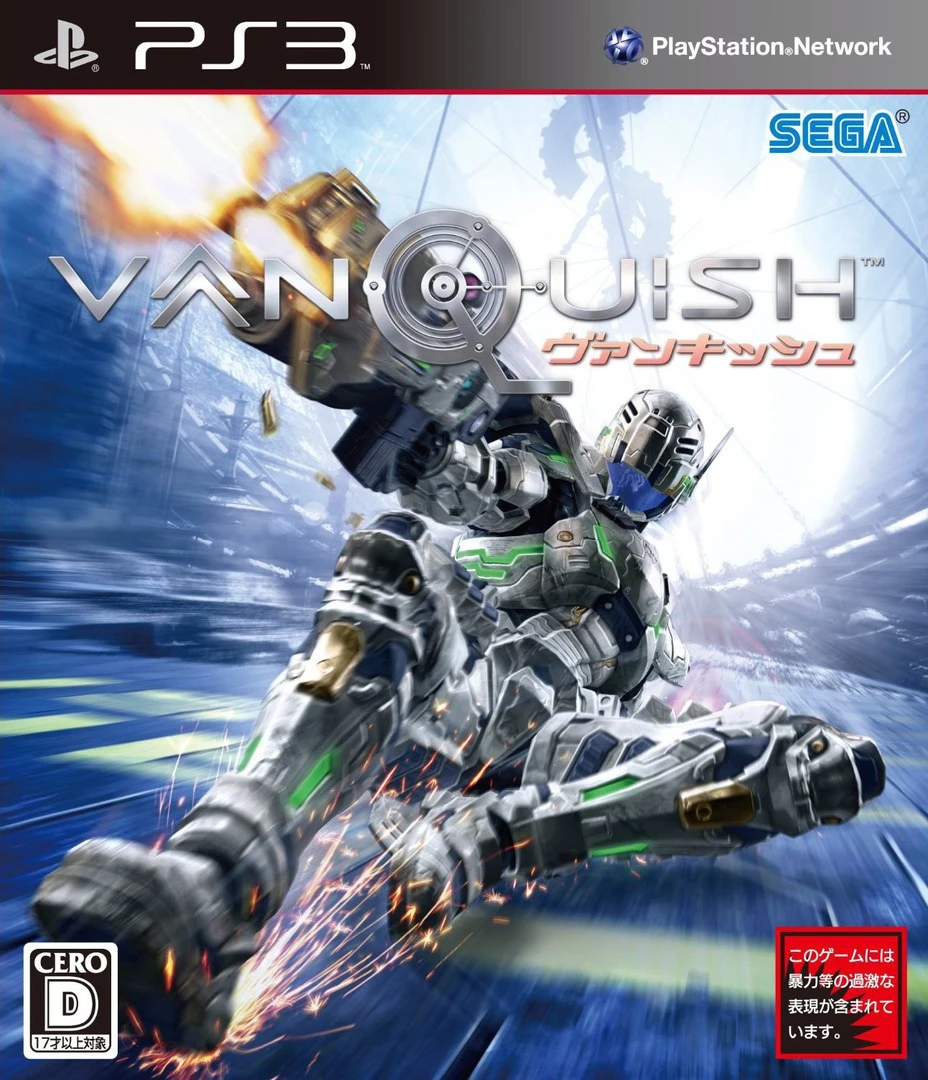 PS3™
PlayStation®Network
SEGA®
VANQUISH™
ヴァンキッシュ
CERO
D
17才以上対象
このゲームには
暴力等の過激な
表現が含まれて
います。